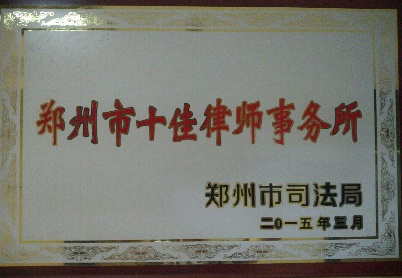 郑州市十佳律师事务所
郑州市司法局
二0一五年三月